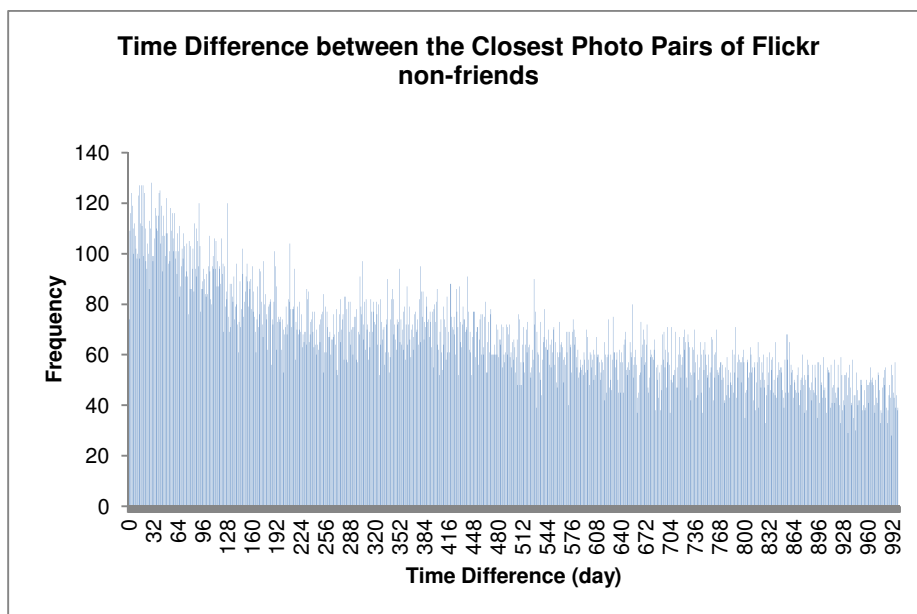 Time Difference between the Closest Photo Pairs of Flickr
non-friends
140
120
100
80
60
40
20
0
Frequency
0 32 64 96 128 160 192 224 256 288 320 352 384 416 448 480 512 544 576 608 640 672 704 736 768 800 832 864 896 928 960 992
Time Difference (day)